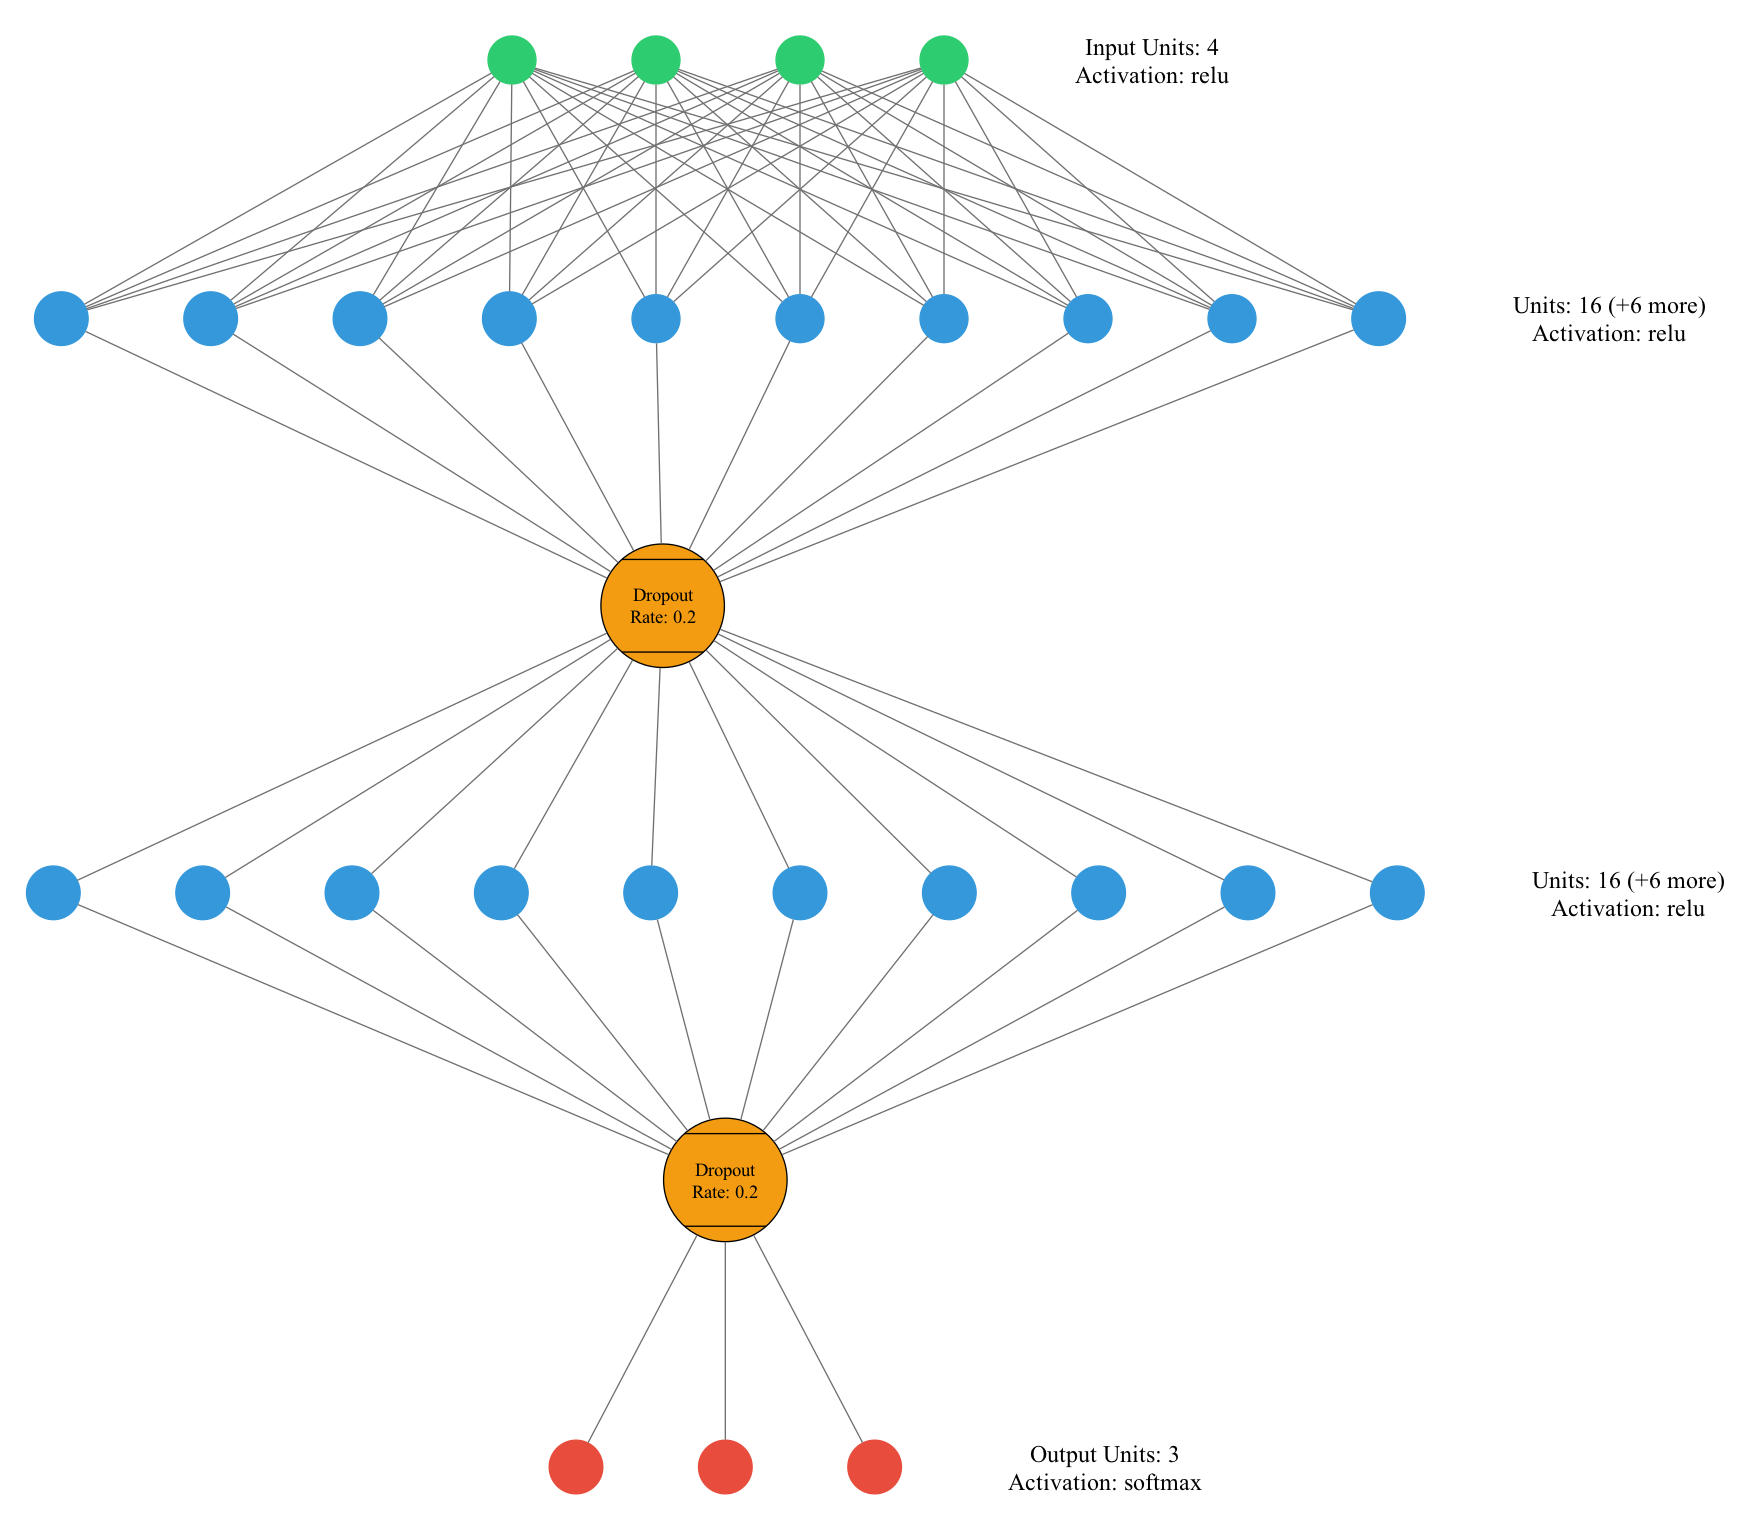 Input Units: 4
Activation: relu
Units: 16 (+6 more)
Activation: relu
Dropout
Rate: 0.2
Units: 16 (+6 more)
Activation: relu
Dropout
Rate: 0.2
Output Units: 3
Activation: softmax